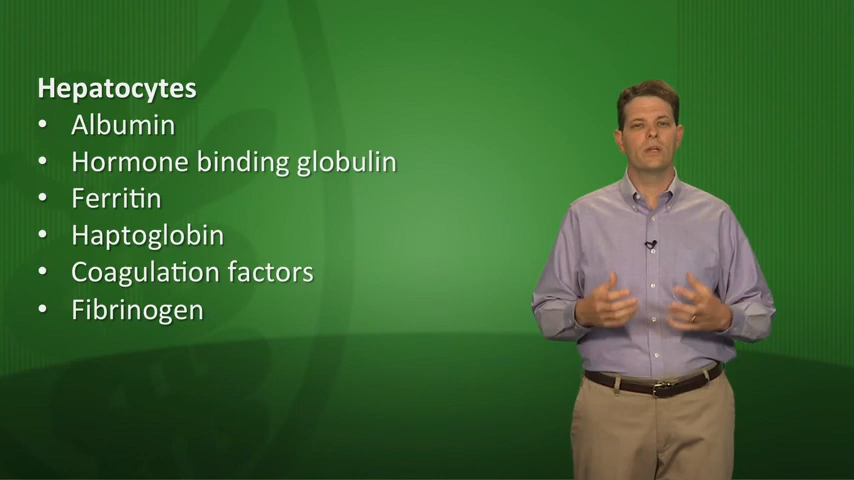 Hepatocytes
• Albumin
• Hormone binding globulin
• Ferritin
• Haptoglobin
• Coagulation factors
• Fibrinogen